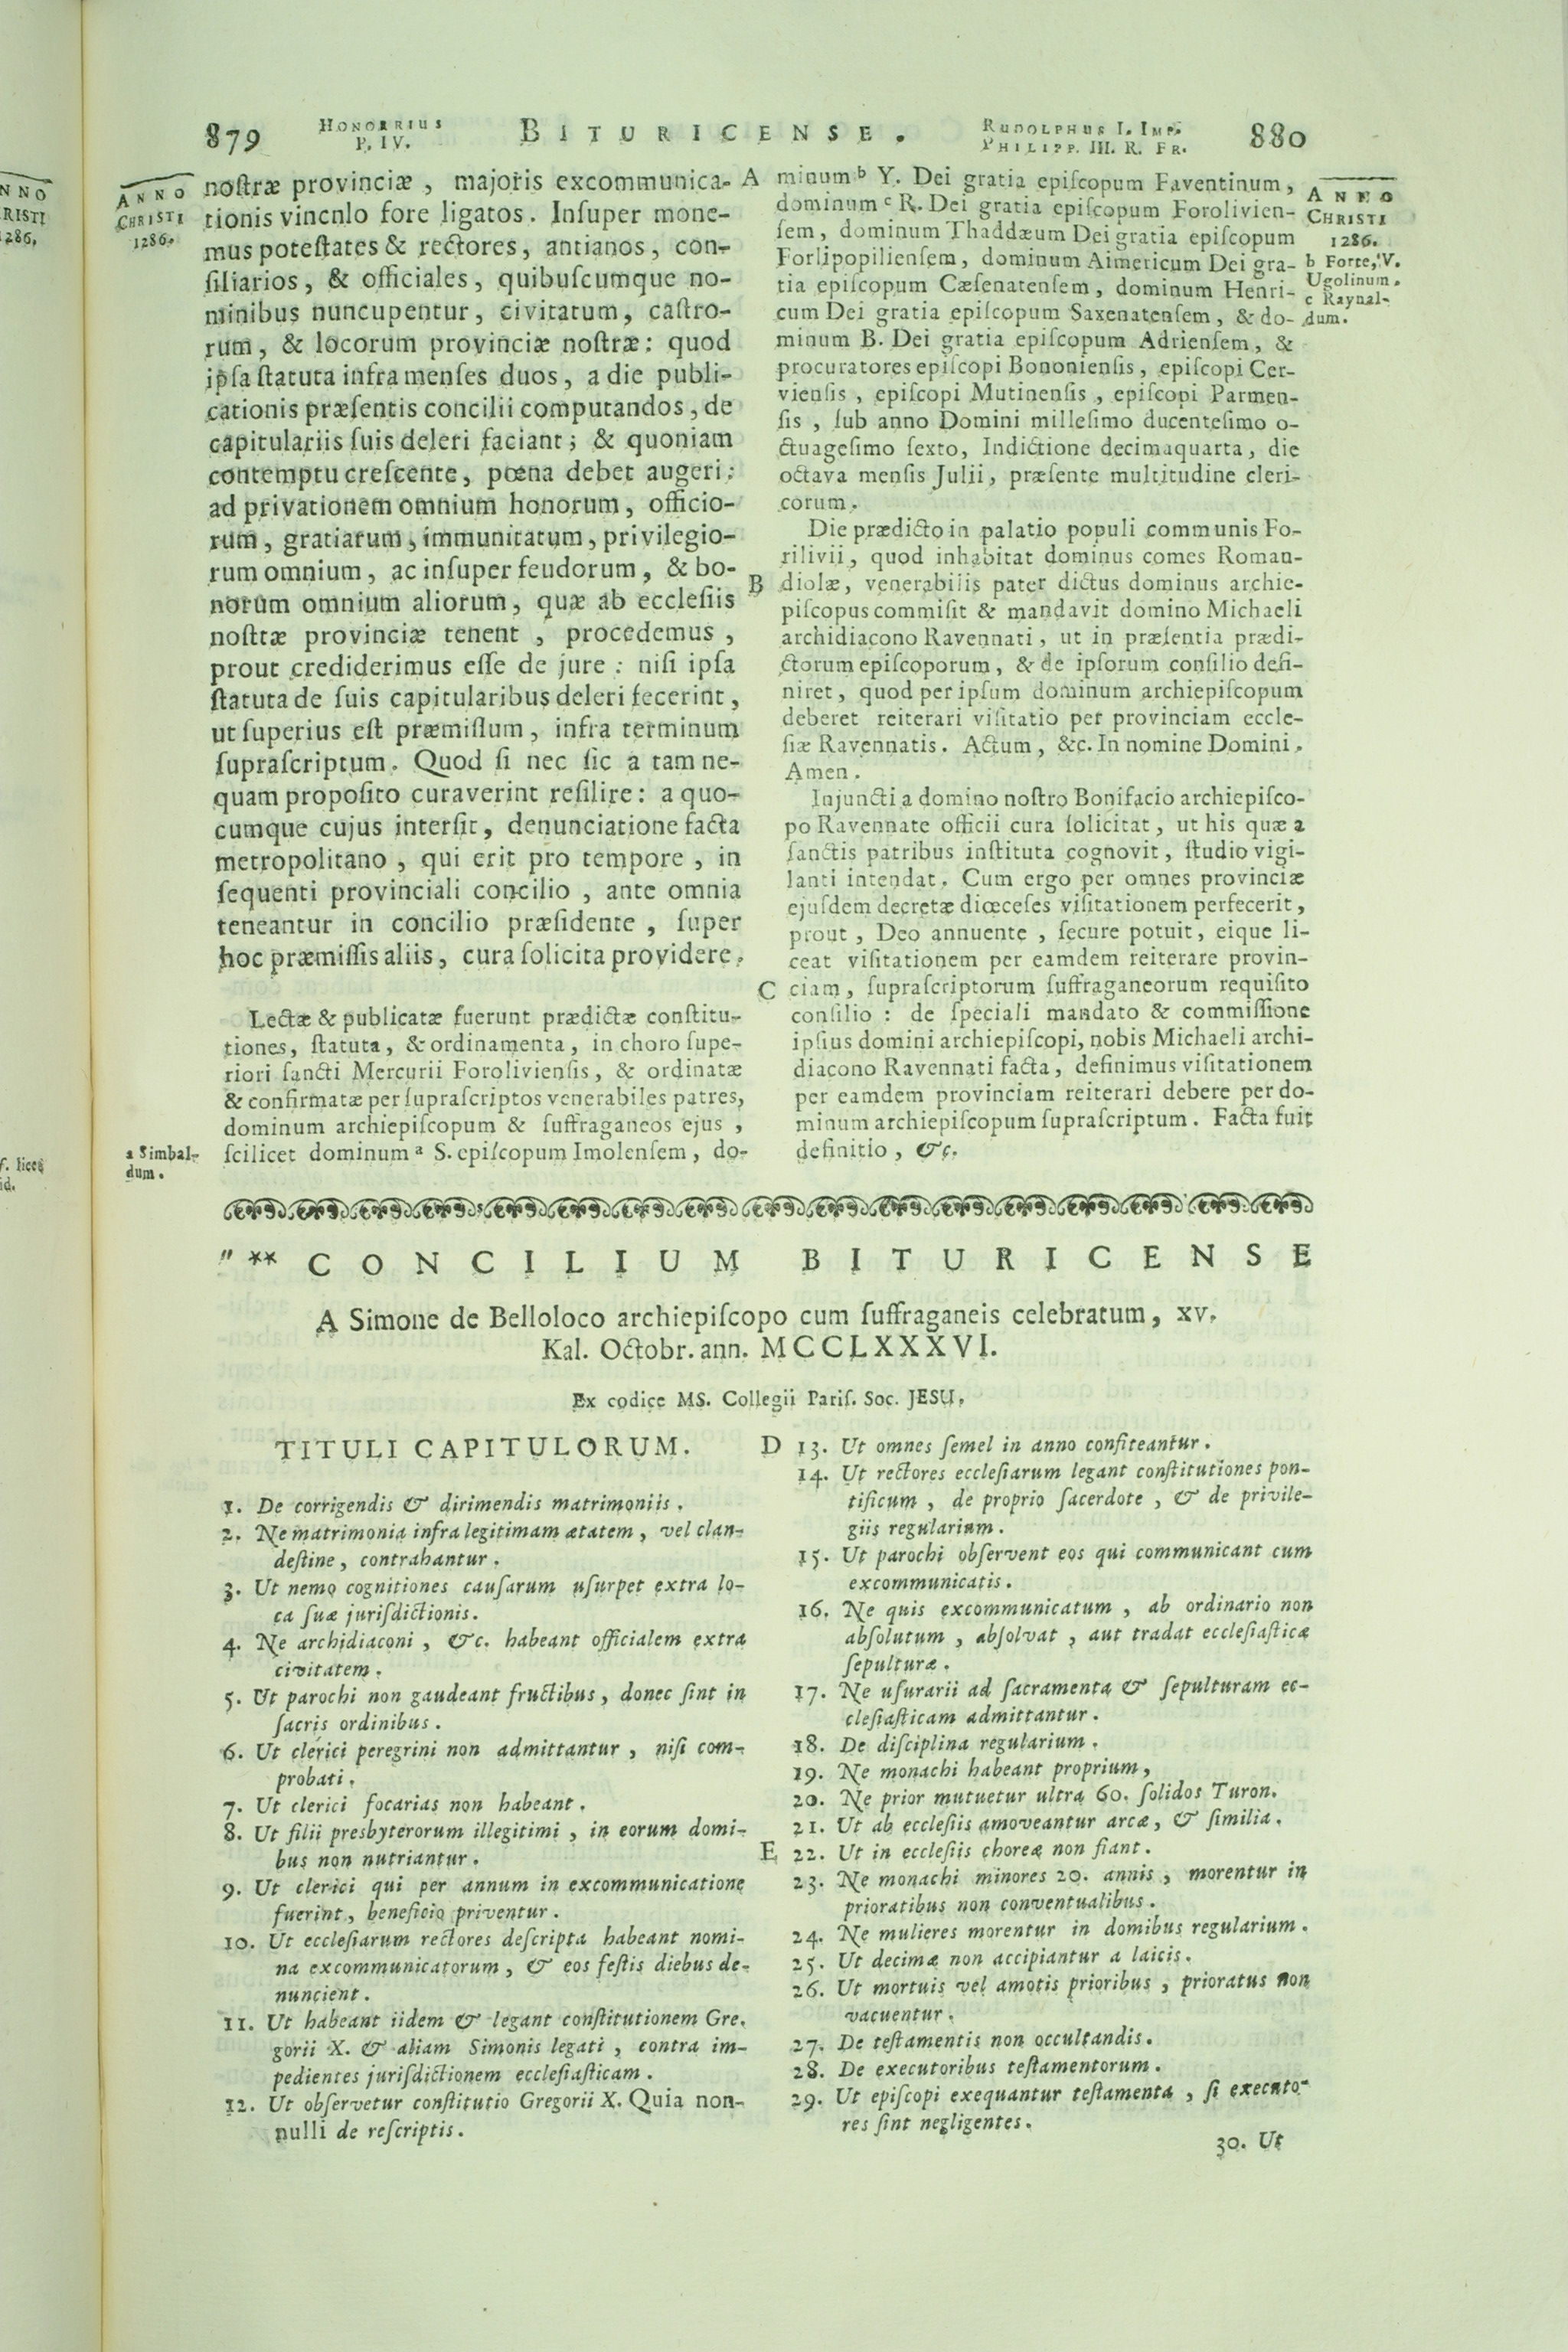 879
HONORRIUS
P. IV.
BITURICENSE.
RUDOLPHUS I. IMP.
PHILIPP. III. R. FR.
880
ANNO
CHRISTI
1286.
noſtræ provinciæ, majoris excommunica-
tionis vincnlo fore ligatos. Inſuper mone-
mus poteſtates & rectores, antianos, con-
ſiliarios, & officiales, quibuſcumque no-
minibus nuncupentur, civitatum, caſtro-
rum, & locorum provinciæ noſtræ: quod
ipſa ſtatuta infra menſes duos, a die publi-
cationis præſentis concilii computandos, de
capitulariis ſuis deleri faciant; & quoniam
contemptu creſcente, pœna debet augeri:
ad privationem omnium honorum, officio-
rum, gratiarum, immunitatum, privilegio-
rum omnium, ac inſuper feudorum, & bo-
norum omnium aliorum, quæ ab eccleſiis
noſtræ provinciæ tenent, procedemus,
prout crediderimus eſſe de jure: niſi ipſa
ſtatuta de ſuis capitularibus deleri fecerint,
ut ſuperius eſt præmiſſum, infra terminum
ſupraſcriptum. Quod ſi nec ſic a tam ne-
quam propoſito curaverint reſilire: a quo-
cumque cujus interſit, denunciatione facta
metropolitano, qui erit pro tempore, in
ſequenti provinciali concilio, ante omnia
teneantur in concilio præſidente, ſuper
hoc præmiſſis aliis, cura ſolicita providere.
Lectæ & publicatæ fuerunt prædictæ conſtitu-
tiones, ſtatuta, & ordinamenta, in choro ſupe-
riori ſancti Mercurii Forolivienſis, & ordinatæ
& confirmatæ per ſupraſcriptos venerabiles patres,
dominum archiepiſcopum & ſuffraganeos ejus,
ſcilicet dominum a S. epiſcopum Imolenſem, do-
a Simbal-
dum.
A
B
C
minum b Y. Dei gratia epiſcopum Faventinum,
dominum c R. Dei gratia epiſcopum Forolivien-
ſem, dominum Thaddæum Dei gratia epiſcopum
Forlipopilienſem, dominum Aimericum Dei gra-
tia epiſcopum Cæſenatenſem, dominum Henri-
cum Dei gratia epiſcopum Saxenatenſem, & do-
minum B. Dei gratia epiſcopum Adrienſem, &
procuratores epiſcopi Bononienſis, epiſcopi Cer-
vienſis, epiſcopi Mutinenſis, epiſcopi Parmen-
ſis, ſub anno Domini milleſimo ducenteſimo o-
ctuageſimo ſexto, Indictione decimaquarta, die
octava menſis Julii, præſente multitudine cleri-
corum.
Die prædicto in palatio populi communis Fo-
rilivii, quod inhabitat dominus comes Roman-
diolæ, venerabilis pater dictus dominus archie-
piſcopus commiſit & mandavit domino Michaeli
archidiacono Ravennati, ut in præſentia prædi-
ctorum epiſcoporum, & de ipſorum conſilio defi-
niret, quod per ipſum dominum archiepiſcopum
deberet reiterari viſitatio per provinciam eccle-
ſiæ Ravennatis. Actum, &c. In nomine Domini.
Amen.
Injuncti a domino noſtro Bonifacio archiepiſco-
po Ravennate officii cura ſolicitat, ut his quæ a
ſanctis patribus inſtituta cognovit, ſtudio vigi-
lanti intendat. Cum ergo per omnes provinciæ
ejuſdem decretæ diœceſes viſitationem perfecerit,
prout, Deo annuente, ſecure potuit, eique li-
ceat viſitationem per eamdem reiterare provin-
ciam, ſupraſcriptorum ſuffraganeorum requiſito
conſilio: de ſpeciali mandato & commiſſione
ipſius domini archiepiſcopi, nobis Michaeli archi-
diacono Ravennati facta, definimus viſitationem
per eamdem provinciam reiterari debere per do-
minum archiepiſcopum ſupraſcriptum. Facta fuit
definitio, &c.
ANNO
CHRISTI
1286.
b Forte, V.
Ugolinum.
c Raynal-
dum.
" ** CONCILIUM BITURICENSE
A Simone de Belloloco archiepiſcopo cum ſuffraganeis celebratum, XV.
Kal. Octobr. ann. MCCLXXXVI.
Ex codice MS. Collegii Pariſ. Soc. JESU.
TITULI CAPITULORUM.
1. De corrigendis & dirimendis matrimoniis.
2. Ne matrimonia infra legitimam ætatem, vel clan-
deſtine, contrahantur.
3. Ut nemo cognitiones cauſarum uſurpet extra lo-
ca ſuæ juriſdictionis.
4. Ne archidiaconi, &c. habeant officialem extra
civitatem.
5. Ut parochi non gaudeant fructibus, donec ſint in
ſacris ordinibus.
6. Ut clerici peregrini non admittantur, niſi com-
probati.
7. Ut clerici focarias non habeant.
8. Ut filii presbyterorum illegitimi, in eorum domi-
bus non nutriantur.
9. Ut clerici qui per annum in excommunicatione
fuerint, beneficio priventur.
10. Ut eccleſiarum rectores deſcripta habeant nomi-
na excommunicatorum, & eos feſtis diebus de-
nuncient.
11. Ut habeant iidem & legant conſtitutionem Gre.
gorii X. & aliam Simonis legati, contra im-
pedientes juriſdictionem eccleſiaſticam.
12. Ut obſervetur conſtitutio Gregorii X. Quia non-
nulli de reſcriptis.
D
E
13. Ut omnes ſemel in anno confiteantur.
14. Ut rectores eccleſiarum legant conſtitutiones pon-
tificum, de proprio ſacerdote, & de privile-
giis regularium.
15. Ut parochi obſervent eos qui communicant cum
excommunicatis.
16. Ne quis excommunicatum, ab ordinario non
abſolutum, abſolvat, aut tradat eccleſiaſticæ
ſepulturæ.
17. Ne uſurarii ad ſacramenta & ſepulturam ec-
cleſiaſticam admittantur.
18. De diſciplina regularium.
19. Ne monachi habeant proprium,
20. Ne prior mutuetur ultra 60. ſolidos Turon.
21. Ut ab eccleſiis amoveantur arcæ, & ſimilia.
22. Ut in eccleſiis choreæ non fiant.
23. Ne monachi minores 20. annis, morentur in
prioratibus non conventualibus.
24. Ne mulieres morentur in domibus regularium.
25. Ut decimæ non accipiantur a laicis.
26. Ut mortuis vel amotis prioribus, prioratus non
vacuentur.
27. De teſtamentis non occultandis.
28. De executoribus teſtamentorum.
29. Ut epiſcopi exequantur teſtamenta, ſi executo-
res ſint negligentes.
30. Ut